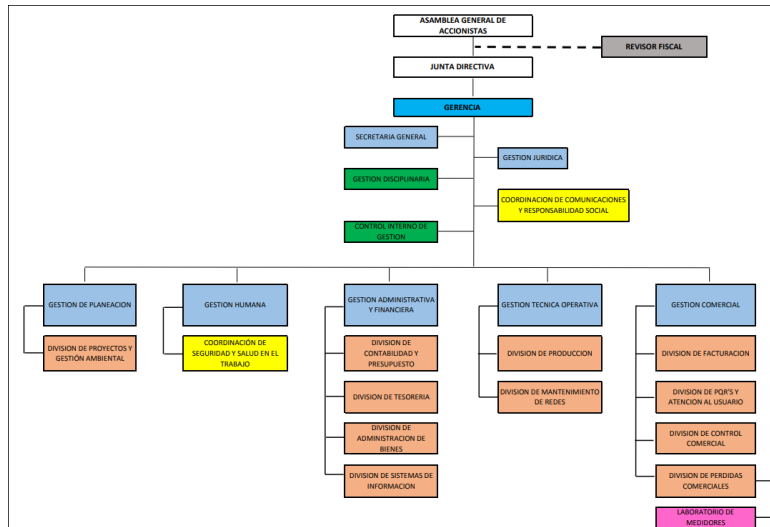 ASAMBLEA GENERAL DE
ACCIONISTAS
REVISOR FISCAL
JUNTA DIRECTIVA
GERENCIA
SECRETARIA GENERAL
GESTION JURIDICA
GESTION DISCIPLINARIA
COORDINACION DE COMUNICACIONES
Y RESPONSABILIDAD SOCIAL
CONTROL INTERNO DE
GESTION
GESTION DE PLANEACION
GESTION HUMANA
GESTION ADMINISTRATIVA
Y FINANCIERA
GESTION TECNICA OPERATIVA
GESTION COMERCIAL
DIVISION DE PROYECTOS Y
GESTIÓN AMBIENTAL
COORDINACIÓN DE
SEGURIDAD Y SALUD EN EL
TRABAJO
DIVISION DE
CONTABILIDAD Y
PRESUPUESTO
DIVISION DE PRODUCCION
DIVISION DE FACTURACION
DIVISION DE TESORERIA
DIVISION DE MANTENIMIENTO
DE REDES
DIVISION DE PQR'S Y
ATENCION AL USUARIO
DIVISION DE
ADMINISTRACION DE
BIENES
DIVISION DE CONTROL
COMERCIAL
DIVISION DE SISTEMAS DE
INFORMACION
DIVISION DE PERDIDAS
COMERCIALES
LABORATORIO DE
MEDIDORES